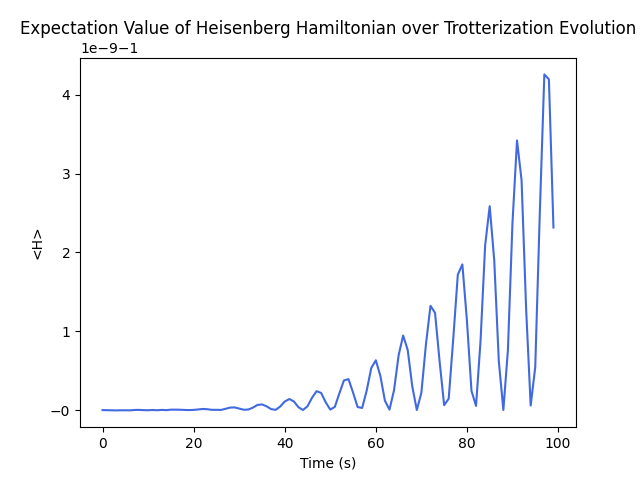 Expectation Value of Heisenberg Hamiltonian over Trotterization Evolution
1e−9−1
4
3
2
1
−0
<H>
0 20 40 60 80 100
Time (s)